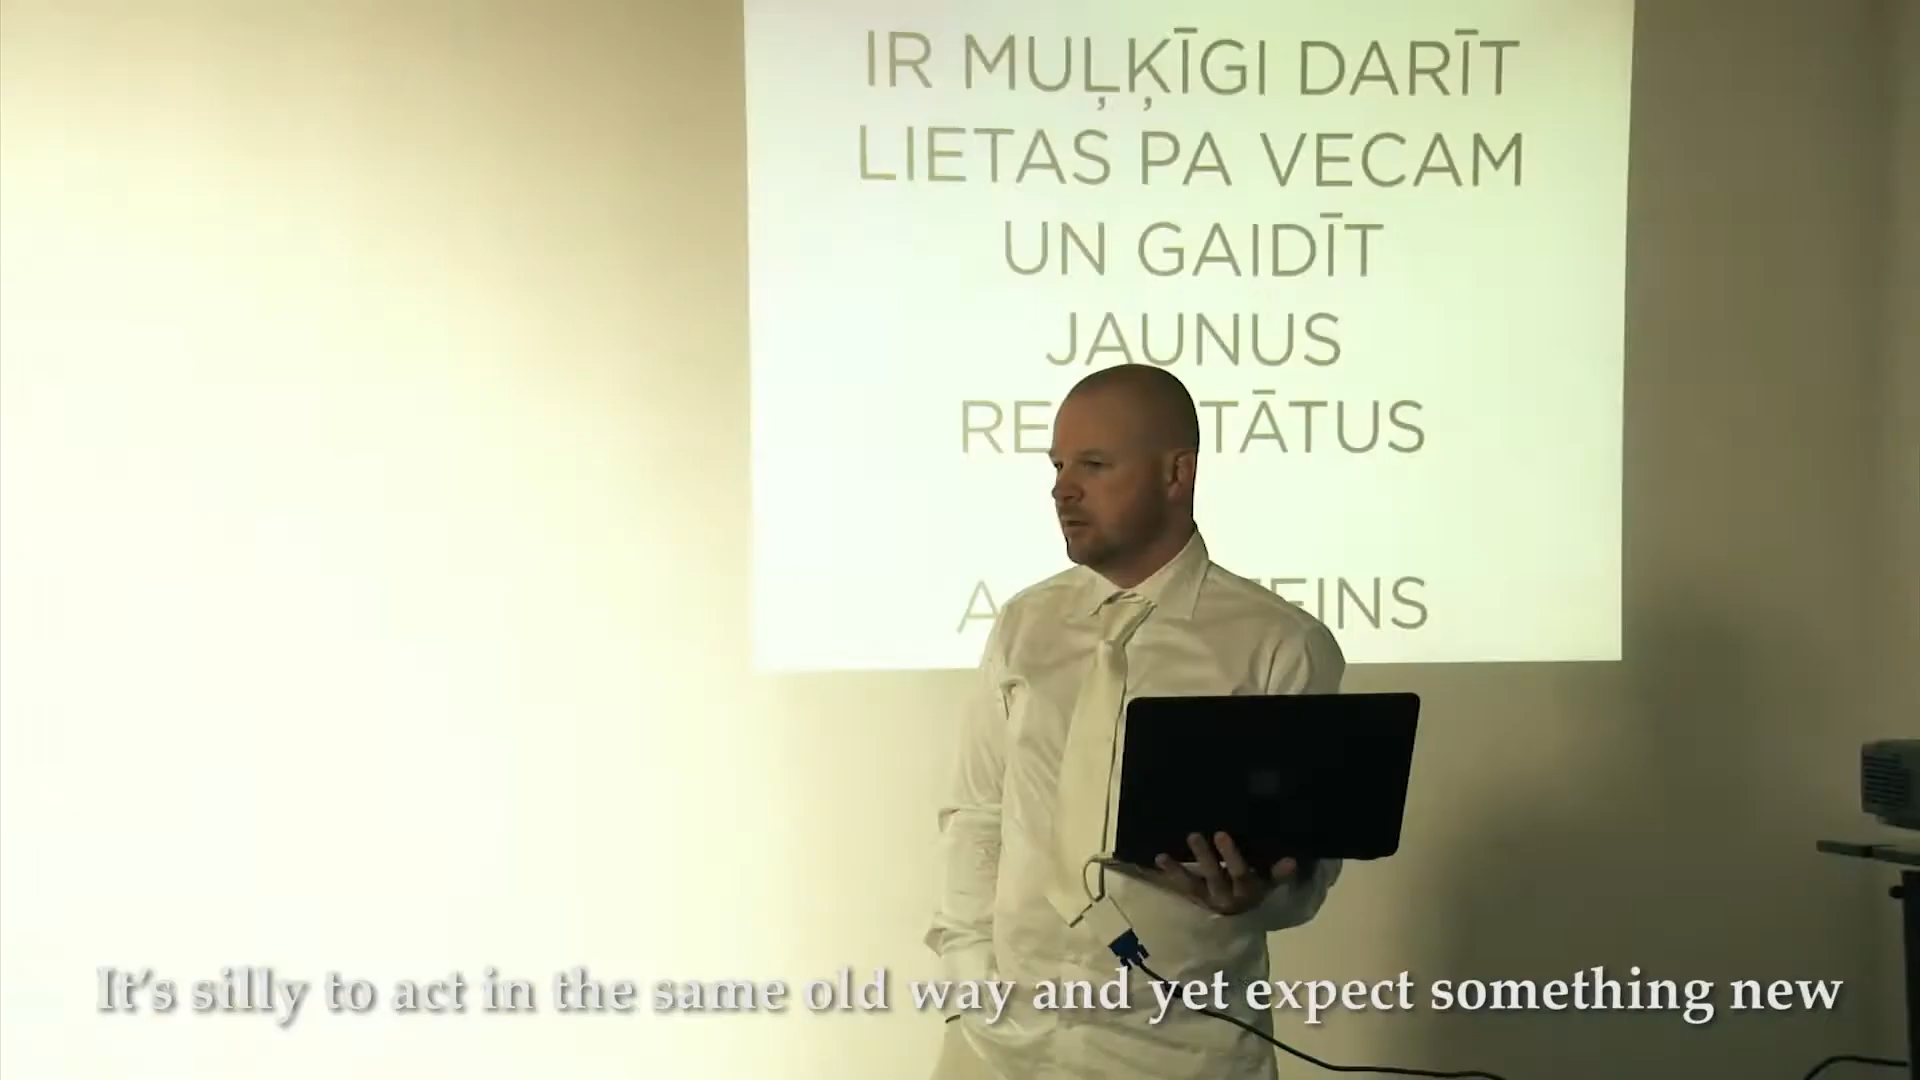 IR MUĻĶĪGI DARĪT
LIETAS PA VECAM
UN GAIDĪT
JAUNUS
It's silly to act in the same old way and yet expect something new